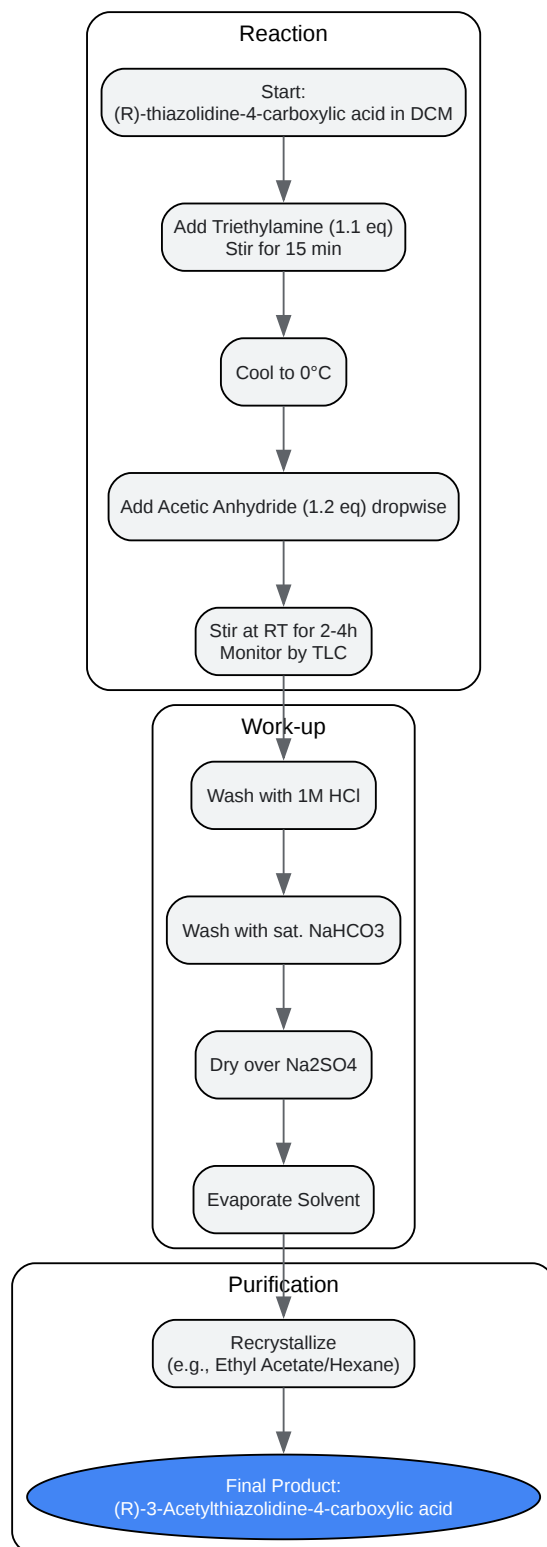 Reaction
Start:
(R)-thiazolidine-4-carboxylic acid in DCM
Add Triethylamine (1.1 eq)
Stir for 15 min
Cool to 0°C
Add Acetic Anhydride (1.2 eq) dropwise
Stir at RT for 2-4h
Monitor by TLC
Work-up
Wash with 1M HCl
Wash with sat. NaHCO3
Dry over Na2SO4
Evaporate Solvent
Purification
Recrystallize
(e.g., Ethyl Acetate/Hexane)
Final Product:
(R)-3-Acetylthiazolidine-4-carboxylic acid